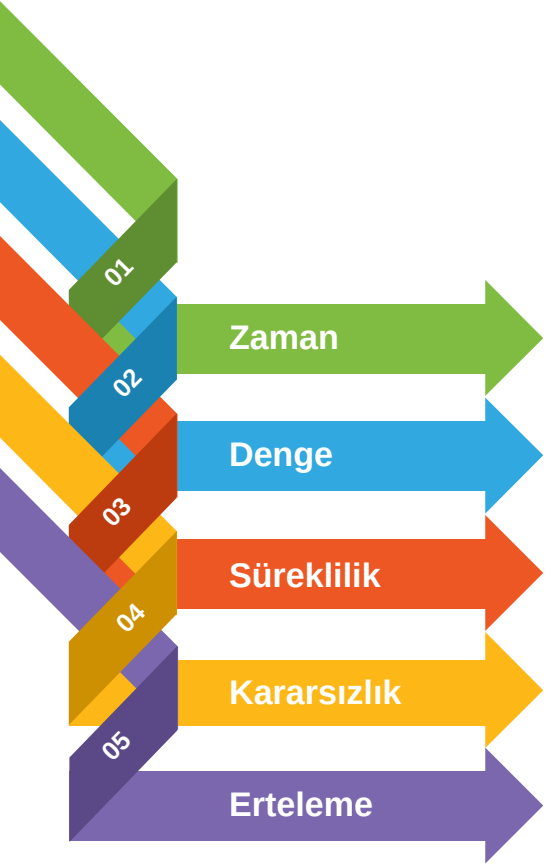 01
Zaman
02
Denge
03
Süreklilik
04
Kararsızlık
05
Erteleme